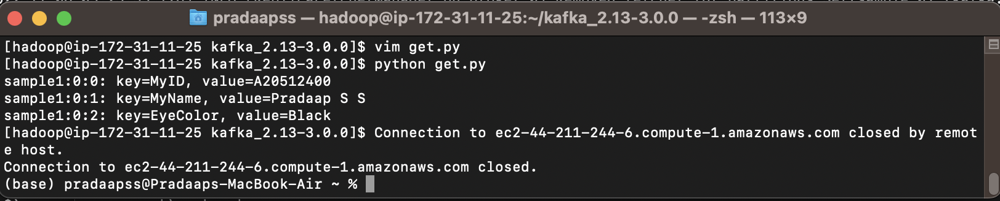 pradaapss — hadoop@ip-172-31-11-25:~/kafka_2.13-3.0.0 — -zsh — 113×9
[hadoop@ip-172-31-11-25 kafka_2.13-3.0.0]$ vim get.py
[hadoop@ip-172-31-11-25 kafka_2.13-3.0.0]$ python get.py
sample1:0:0: key=MyID, value=A20512400
sample1:0:1: key=MyName, value=Pradaap S S
sample1:0:2: key=EyeColor, value=Black
[hadoop@ip-172-31-11-25 kafka_2.13-3.0.0]$ Connection to ec2-44-211-244-6.compute-1.amazonaws.com closed by remot
e host.
Connection to ec2-44-211-244-6.compute-1.amazonaws.com closed.
(base) pradaapss@Pradaaps-MacBook-Air ~ %